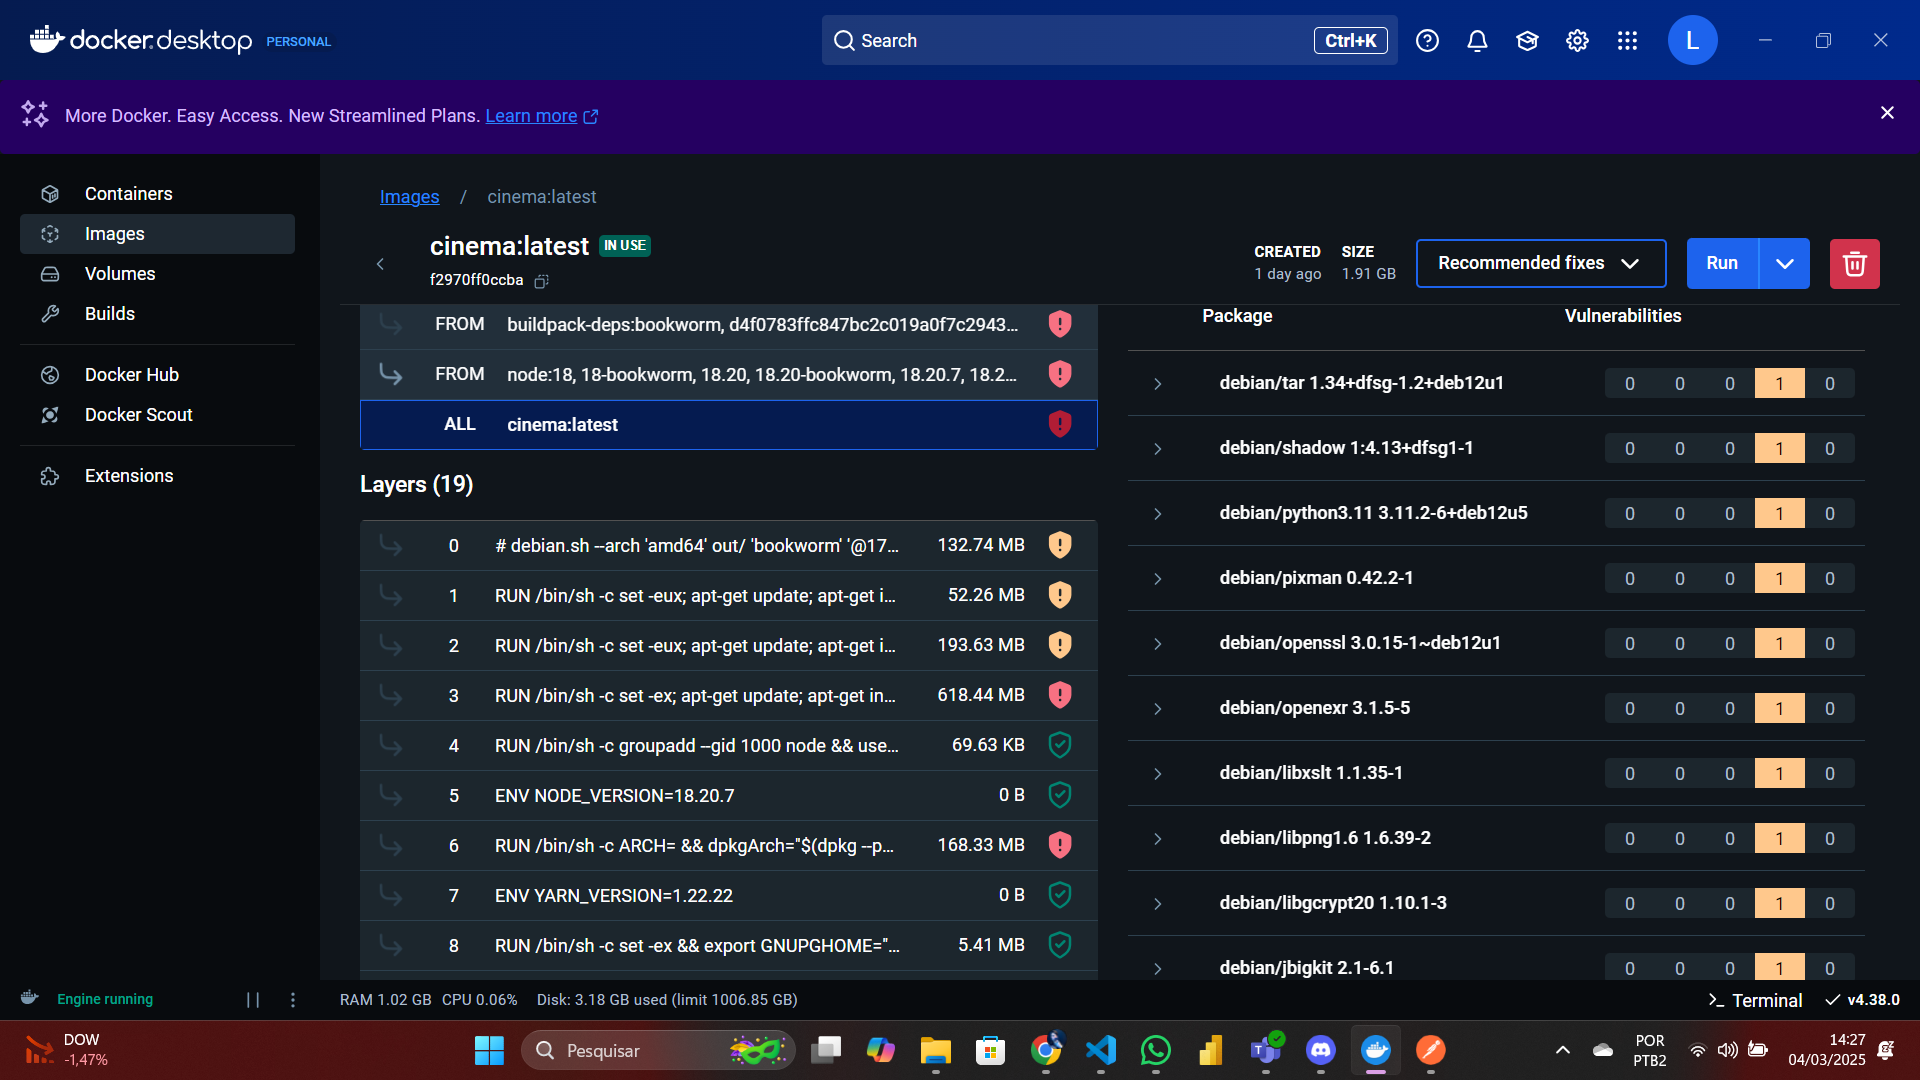 docker.desktop PERSONAL
Search Ctrl+K
L
More Docker. Easy Access. New Streamlined Plans. Learn more
Containers
Images
Volumes
Builds
Docker Hub
Docker Scout
Extensions
Images / cinema:latest
cinema:latest IN USE
f2970ff0ccba
CREATED
1 day ago
SIZE
1.91 GB
Recommended fixes
Run
FROM buildpack-deps:bookworm, d4f0783ffc847bc2c019a0f7c2943...
FROM node:18, 18-bookworm, 18.20, 18.20-bookworm, 18.20.7, 18.2...
ALL cinema:latest
Layers (19)
0 # debian.sh --arch 'amd64' out/ 'bookworm' '@17... 132.74 MB
1 RUN /bin/sh -c set -eux; apt-get update; apt-get i... 52.26 MB
2 RUN /bin/sh -c set -eux; apt-get update; apt-get i... 193.63 MB
3 RUN /bin/sh -c set -ex; apt-get update; apt-get in... 618.44 MB
4 RUN /bin/sh -c groupadd --gid 1000 node && use... 69.63 KB
5 ENV NODE_VERSION=18.20.7 0 B
6 RUN /bin/sh -c ARCH= && dpkgArch="$(dpkg --p... 168.33 MB
7 ENV YARN_VERSION=1.22.22 0 B
8 RUN /bin/sh -c set -ex && export GNUPGHOME="... 5.41 MB
Package Vulnerabilities
debian/tar 1.34+dfsg-1.2+deb12u1 0 0 0 1 0
debian/shadow 1:4.13+dfsg1-1 0 0 0 1 0
debian/python3.11 3.11.2-6+deb12u5 0 0 0 1 0
debian/pixman 0.42.2-1 0 0 0 1 0
debian/openssl 3.0.15-1~deb12u1 0 0 0 1 0
debian/openexr 3.1.5-5 0 0 0 1 0
debian/libxslt 1.1.35-1 0 0 0 1 0
debian/libpng1.6 1.6.39-2 0 0 0 1 0
debian/libgcrypt20 1.10.1-3 0 0 0 1 0
debian/jbigkit 2.1-6.1 0 0 0 1 0
Engine running
RAM 1.02 GB CPU 0.06% Disk: 3.18 GB used (limit 1006.85 GB)
Terminal v4.38.0
DOW
-1,47%
Pesquisar
POR
PTB2
14:27
04/03/2025